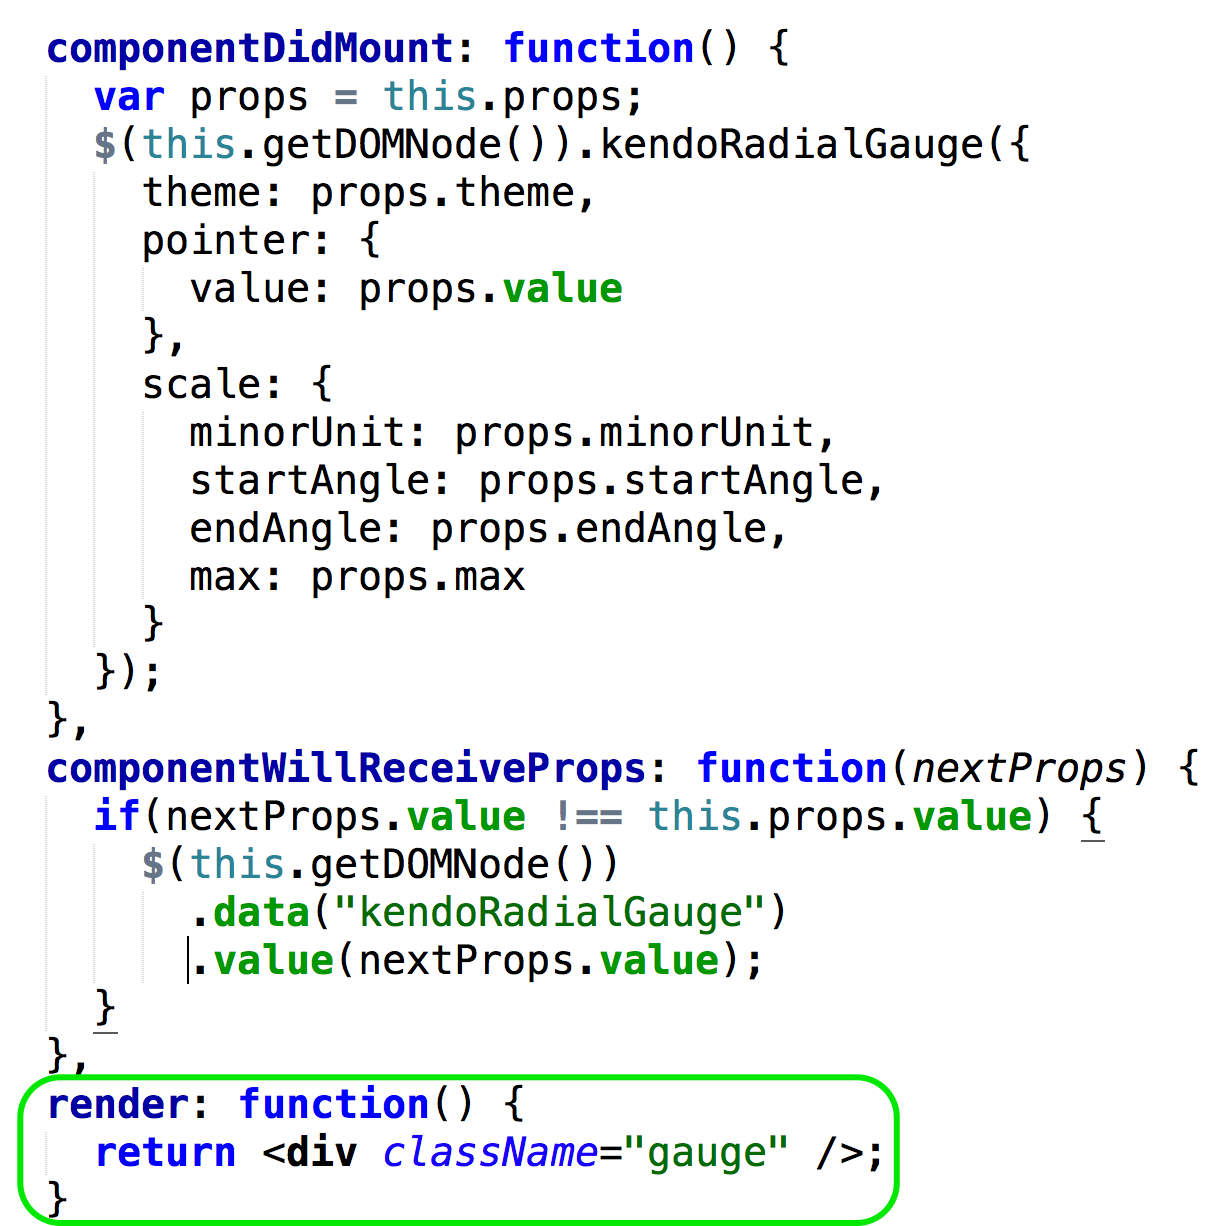 componentDidMount: function() {
  var props = this.props;
  $(this.getDOMNode()).kendoRadialGauge({
    theme: props.theme,
    pointer: {
      value: props.value
    },
    scale: {
      minorUnit: props.minorUnit,
      startAngle: props.startAngle,
      endAngle: props.endAngle,
      max: props.max
    }
  });
},
componentWillReceiveProps: function(nextProps) {
  if(nextProps.value !== this.props.value) {
    $(this.getDOMNode())
      .data("kendoRadialGauge")
      .value(nextProps.value);
  }
},
render: function() {
  return <div className="gauge" />;
}